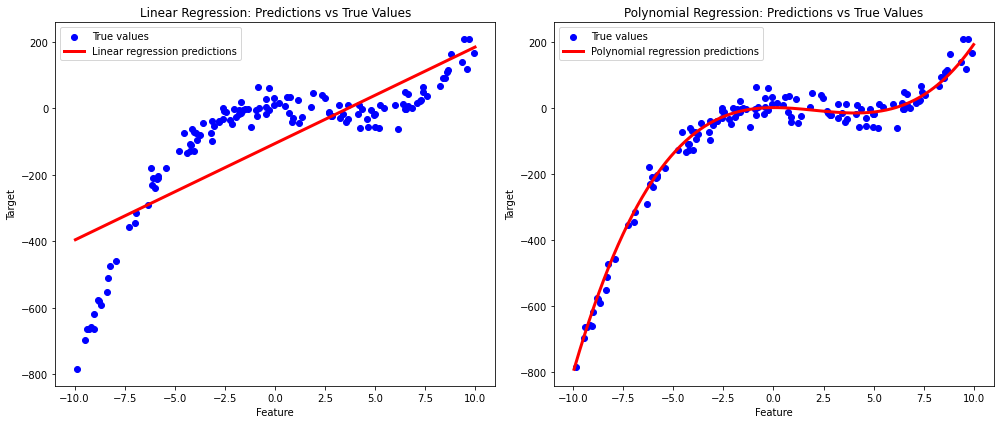 Linear Regression: Predictions vs True Values
True values
Linear regression predictions
200
0
−200
−400
−600
−800
Target
−10.0 −7.5 −5.0 −2.5 0.0 2.5 5.0 7.5 10.0
Feature
Polynomial Regression: Predictions vs True Values
True values
Polynomial regression predictions
200
0
−200
−400
−600
−800
Target
−10.0 −7.5 −5.0 −2.5 0.0 2.5 5.0 7.5 10.0
Feature